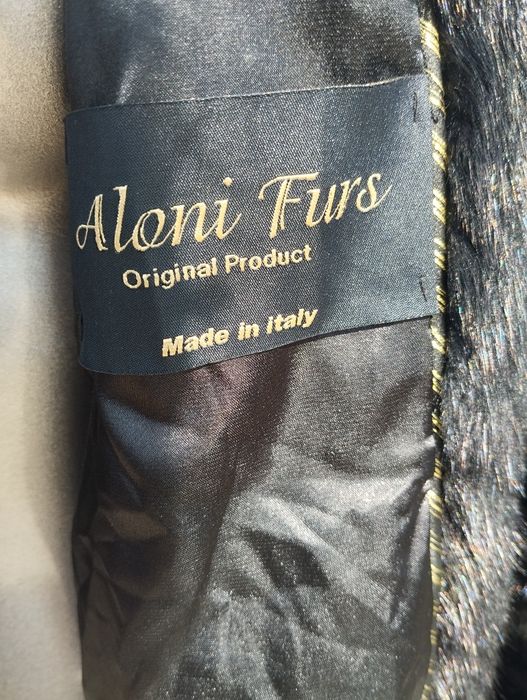 Aloni Furs
Original Product
Made in Italy